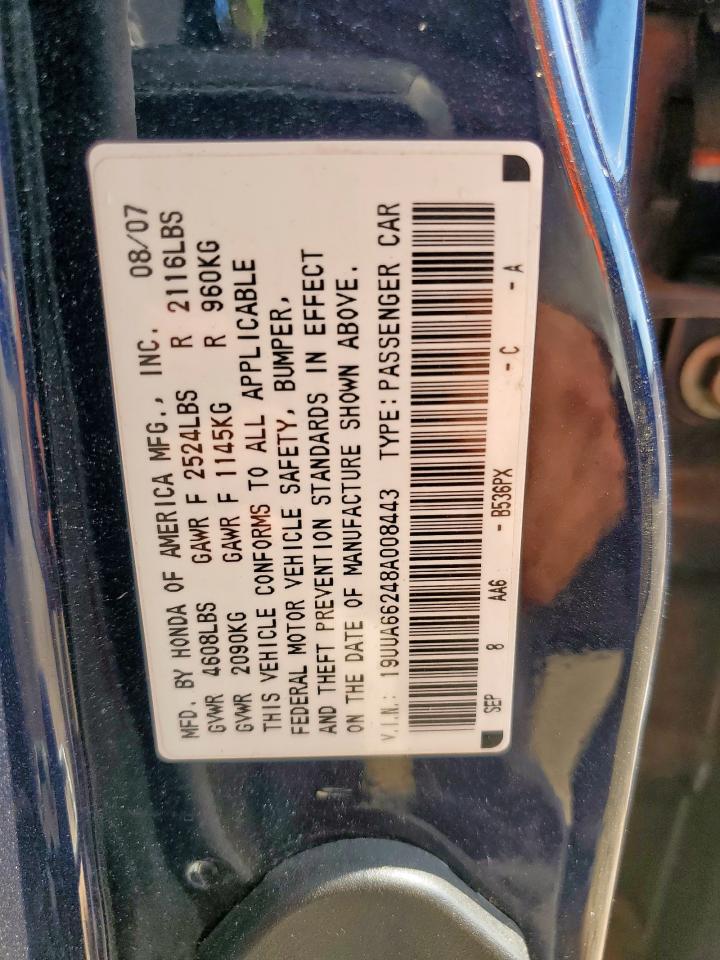 MFD. BY HONDA OF AMERICA MFG., INC. 08/07
GVWR 4608LBS GAWR F 2524LBS R 2116LBS
GVWR 2090KG GAWR F 1145KG R 960KG
THIS VEHICLE CONFORMS TO ALL APPLICABLE
FEDERAL MOTOR VEHICLE SAFETY, BUMPER,
AND THEFT PREVENTION STANDARDS IN EFFECT
ON THE DATE OF MANUFACTURE SHOWN ABOVE.
V.I.N.: 19UUA66248A008443 TYPE: PASSENGER CAR
SEP 8 AA6 - B536PX - C - A